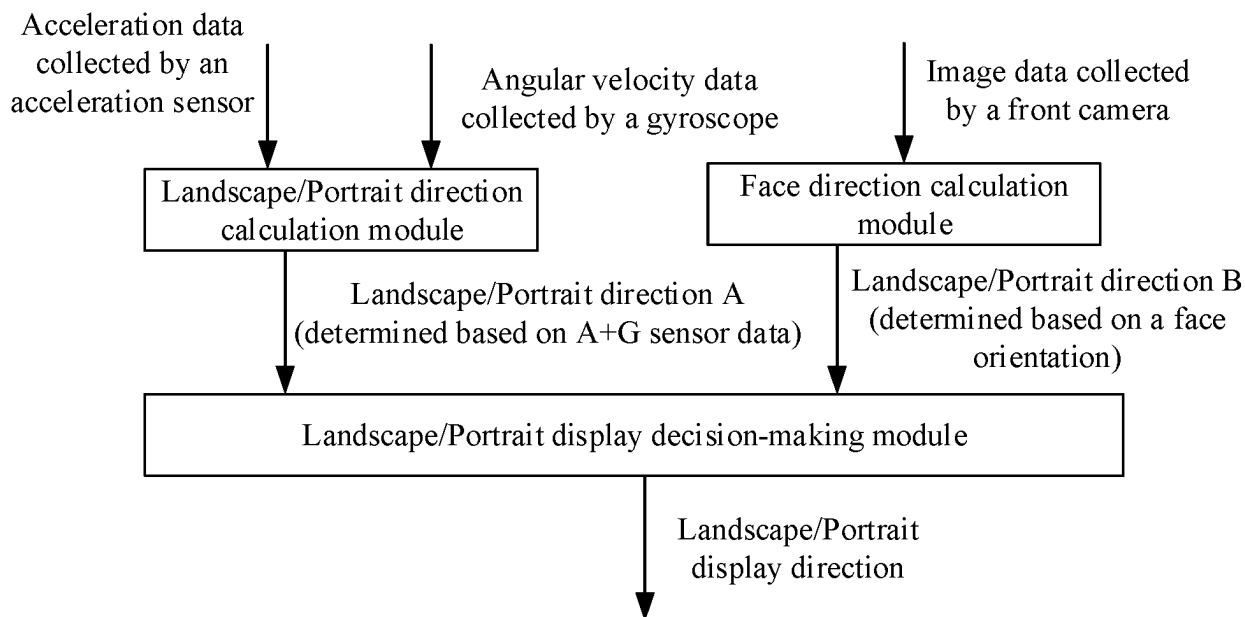 Acceleration data
collected by an
acceleration sensor
Angular velocity data
collected by a gyroscope
Image data collected
by a front camera
Landscape/Portrait direction
calculation module
Face direction calculation
module
Landscape/Portrait direction A
(determined based on A+G sensor data)
Landscape/Portrait direction B
(determined based on a face
orientation)
Landscape/Portrait display decision-making module
Landscape/Portrait
display direction